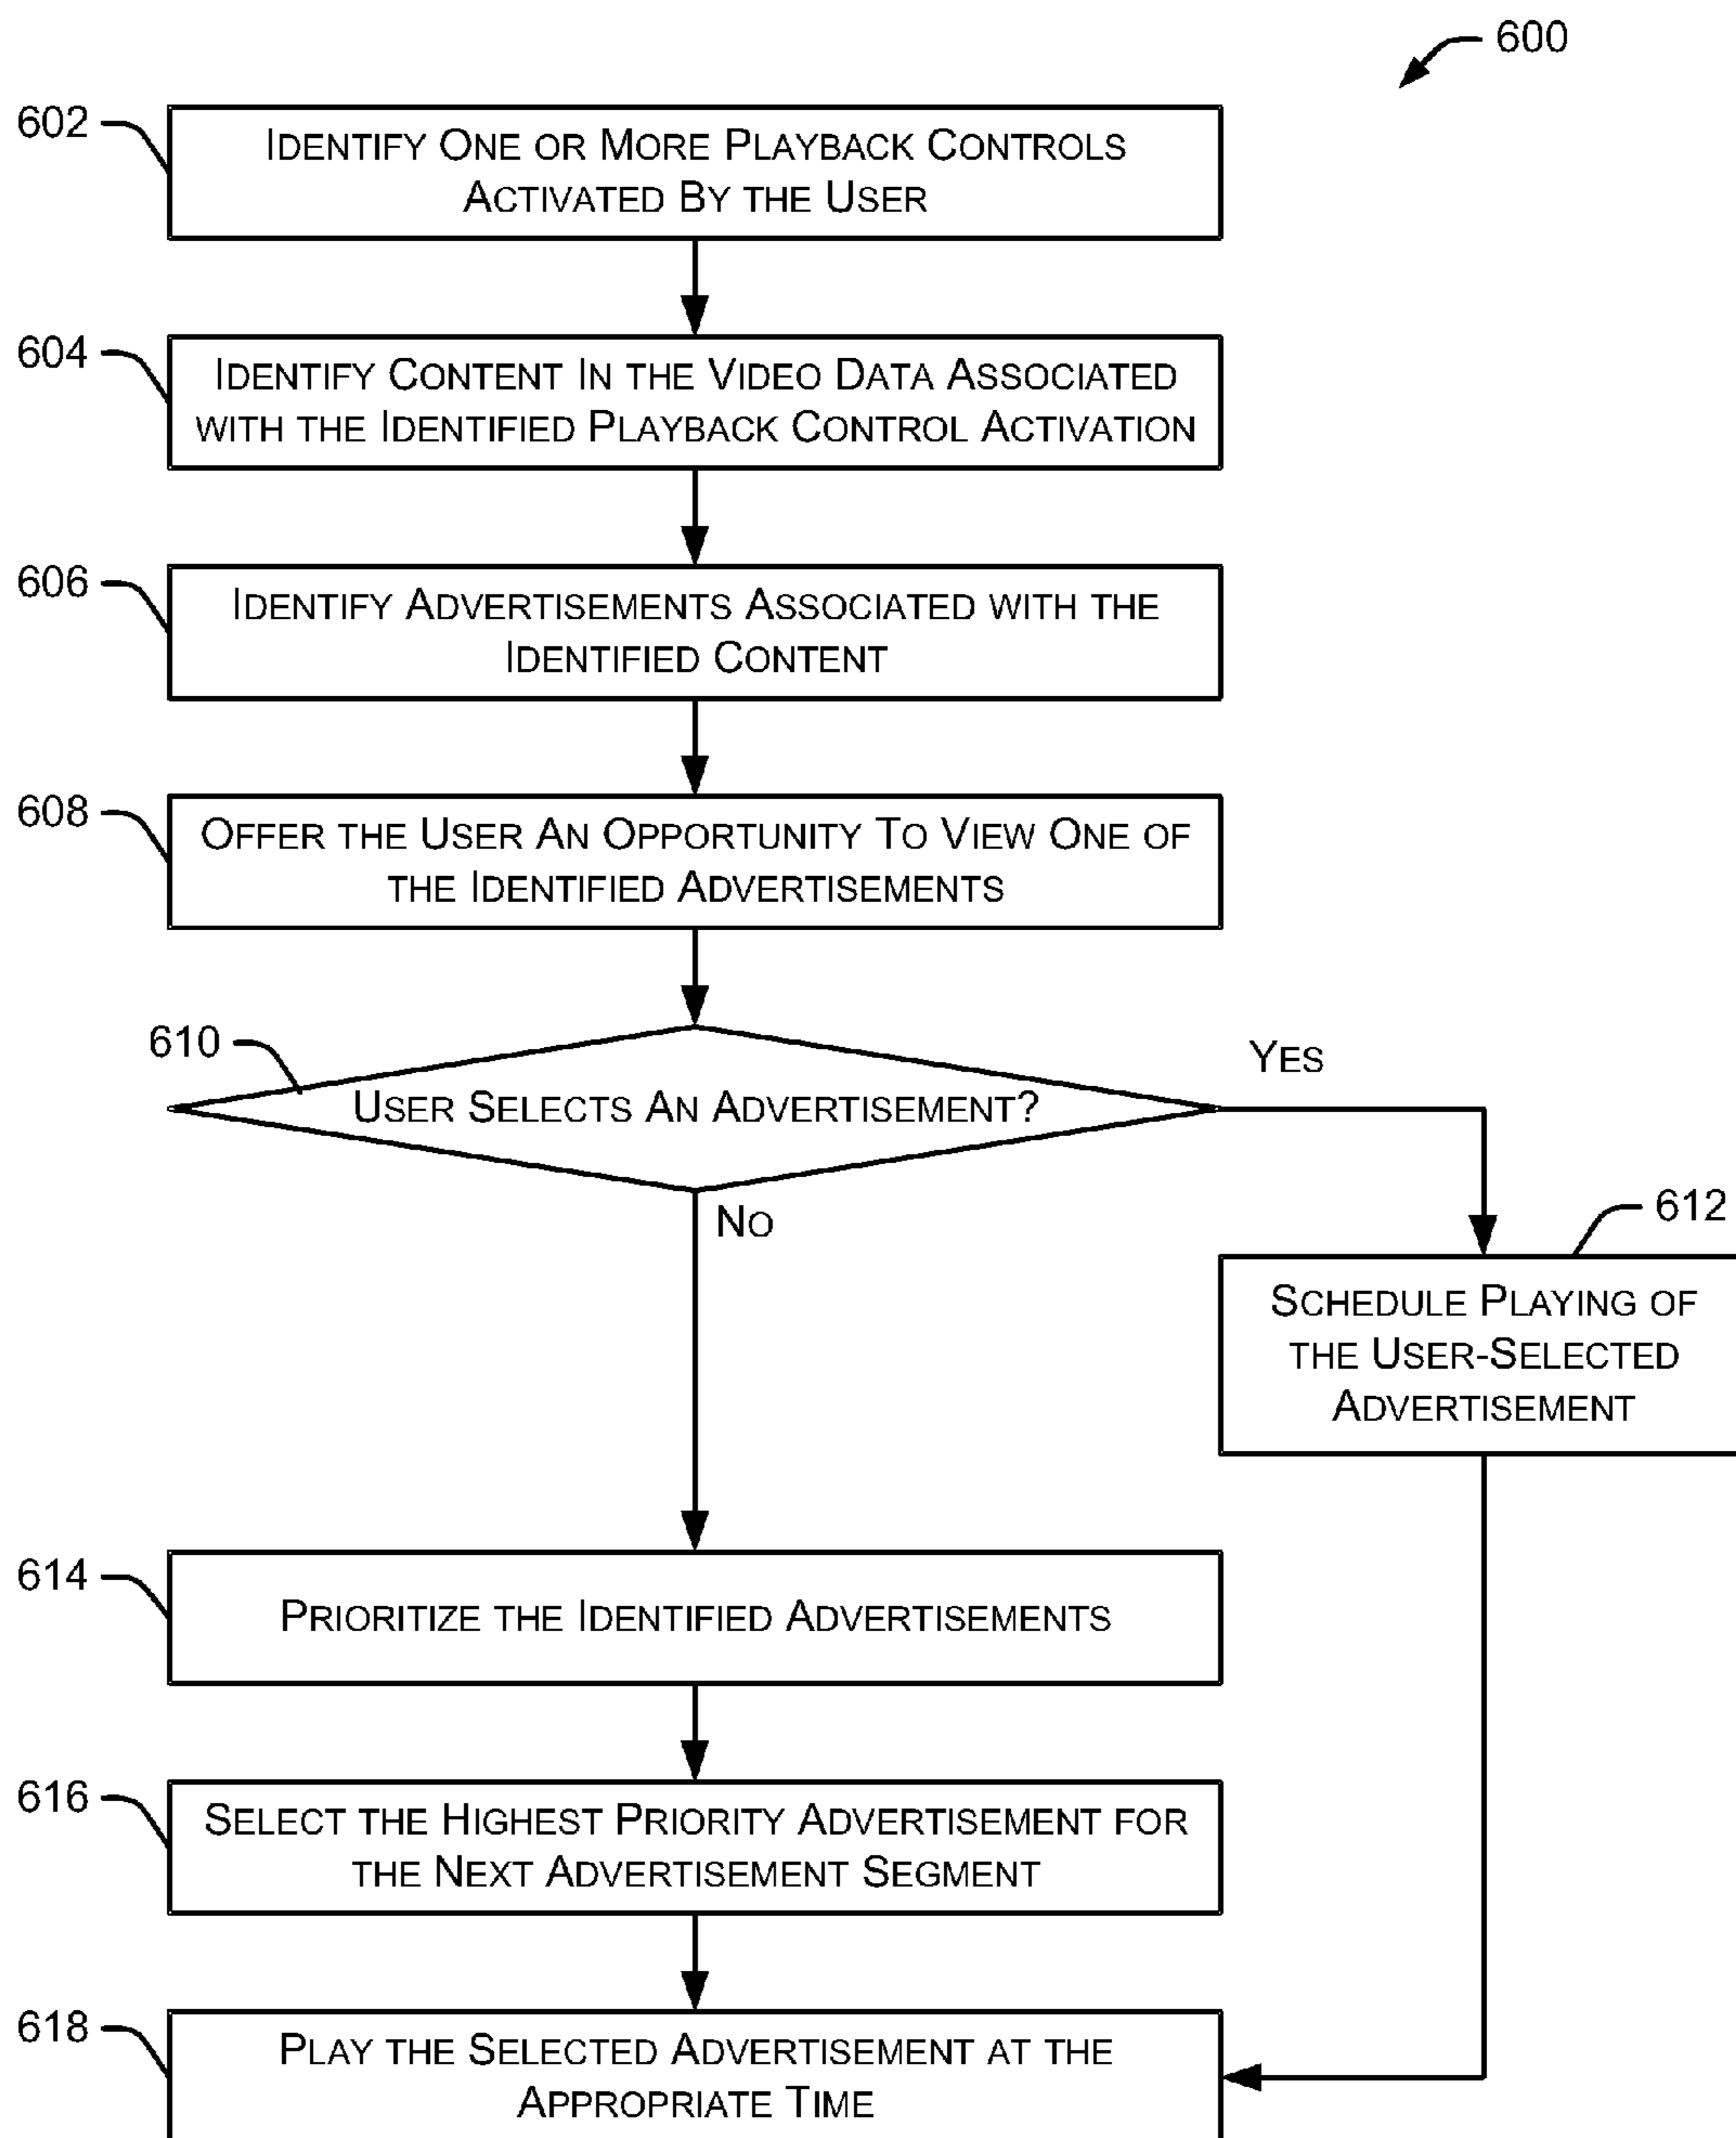 600
602
IDENTIFY ONE OR MORE PLAYBACK CONTROLS
ACTIVATED BY THE USER
604
IDENTIFY CONTENT IN THE VIDEO DATA ASSOCIATED
WITH THE IDENTIFIED PLAYBACK CONTROL ACTIVATION
606
IDENTIFY ADVERTISEMENTS ASSOCIATED WITH THE
IDENTIFIED CONTENT
608
OFFER THE USER AN OPPORTUNITY TO VIEW ONE OF
THE IDENTIFIED ADVERTISEMENTS
610
USER SELECTS AN ADVERTISEMENT?
YES
NO
612
SCHEDULE PLAYING OF
THE USER-SELECTED
ADVERTISEMENT
614
PRIORITIZE THE IDENTIFIED ADVERTISEMENTS
616
SELECT THE HIGHEST PRIORITY ADVERTISEMENT FOR
THE NEXT ADVERTISEMENT SEGMENT
618
PLAY THE SELECTED ADVERTISEMENT AT THE
APPROPRIATE TIME